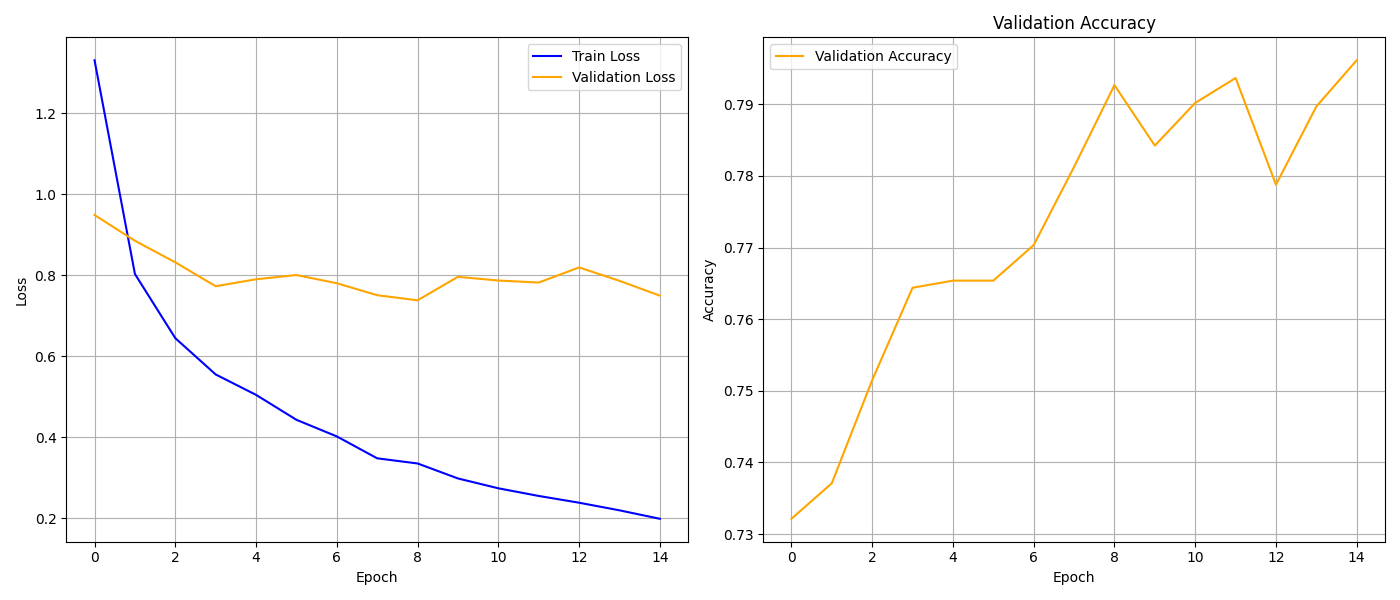 Train Loss
Validation Loss
1.2
1.0
0.8
0.6
0.4
0.2
Loss
0 2 4 6 8 10 12 14
Epoch
Validation Accuracy
Validation Accuracy
0.79
0.78
0.77
0.76
0.75
0.74
0.73
Accuracy
0 2 4 6 8 10 12 14
Epoch